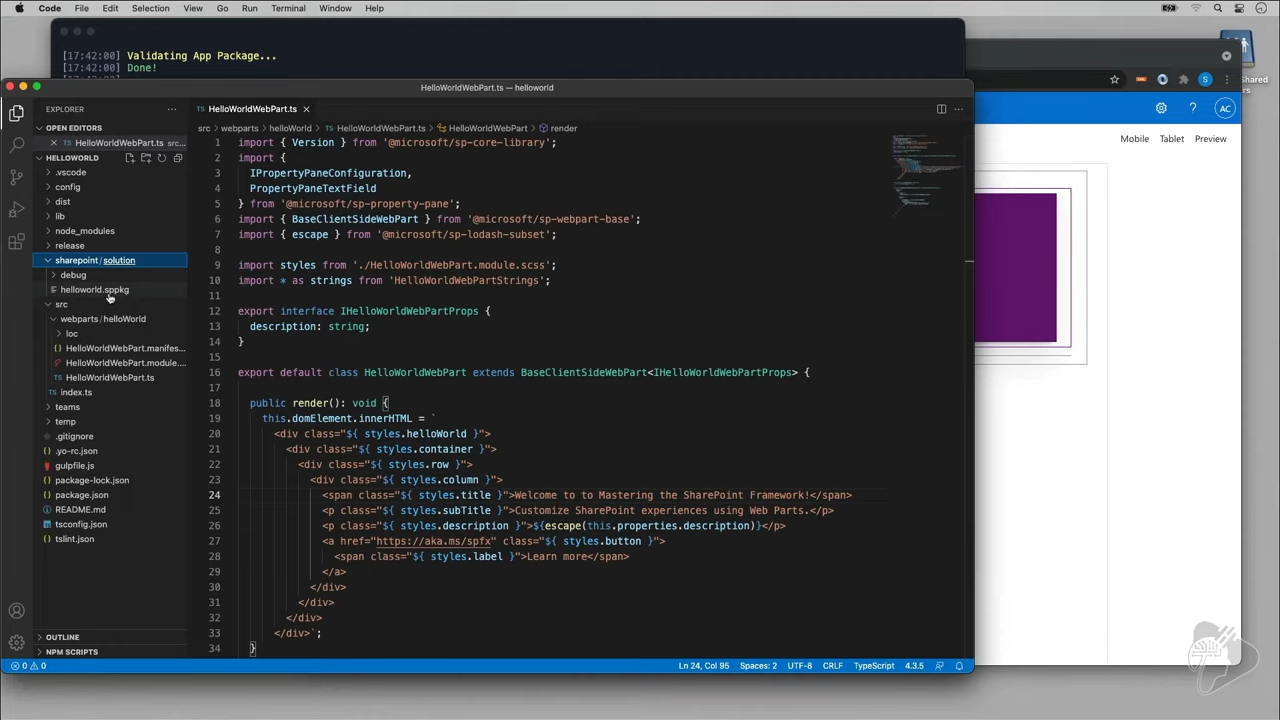 Code File Edit Selection View Go Run Terminal Window Help
[17:42:00] Validating App Package...
[17:42:00] Done!
HelloWorldWebPart.ts — helloworld
EXPLORER
OPEN EDITORS
TS HelloWorldWebPart.ts src...
HELLOWORLD
.vscode
config
dist
lib
node_modules
release
sharepoint/solution
debug
helloworld.sppkg
src
webparts/helloWorld
loc
HelloWorldWebPart.manifes...
HelloWorldWebPart.module....
TS HelloWorldWebPart.ts
TS index.ts
teams
temp
.gitignore
.yo-rc.json
gulpfile.js
package-lock.json
package.json
README.md
tsconfig.json
tslint.json
OUTLINE
NPM SCRIPTS
TS HelloWorldWebPart.ts
src > webparts > helloWorld > TS HelloWorldWebPart.ts > HelloWorldWebPart > render
1 import { Version } from '@microsoft/sp-core-library';
2 import {
3 IPropertyPaneConfiguration,
4 PropertyPaneTextField
5 } from '@microsoft/sp-property-pane';
6 import { BaseClientSideWebPart } from '@microsoft/sp-webpart-base';
7 import { escape } from '@microsoft/sp-lodash-subset';
8
9 import styles from './HelloWorldWebPart.module.scss';
10 import * as strings from 'HelloWorldWebPartStrings';
11
12 export interface IHelloWorldWebPartProps {
13 description: string;
14 }
15
16 export default class HelloWorldWebPart extends BaseClientSideWebPart<IHelloWorldWebPartProps> {
17
18 public render(): void {
19 this.domElement.innerHTML = `
20 <div class="${ styles.helloWorld }">
21 <div class="${ styles.container }">
22 <div class="${ styles.row }">
23 <div class="${ styles.column }">
24 <span class="${ styles.title }">Welcome to to Mastering the SharePoint Framework!</span>
25 <p class="${ styles.subTitle }">Customize SharePoint experiences using Web Parts.</p>
26 <p class="${ styles.description }">${escape(this.properties.description)}</p>
27 <a href="https://aka.ms/spfx" class="${ styles.button }">
28 <span class="${ styles.label }">Learn more</span>
29 </a>
30 </div>
31 </div>
32 </div>
33 </div>`;
34 }
0 0 Ln 24, Col 95 Spaces: 2 UTF-8 CRLF TypeScript 4.3.5
S
? AC
Mobile Tablet Preview